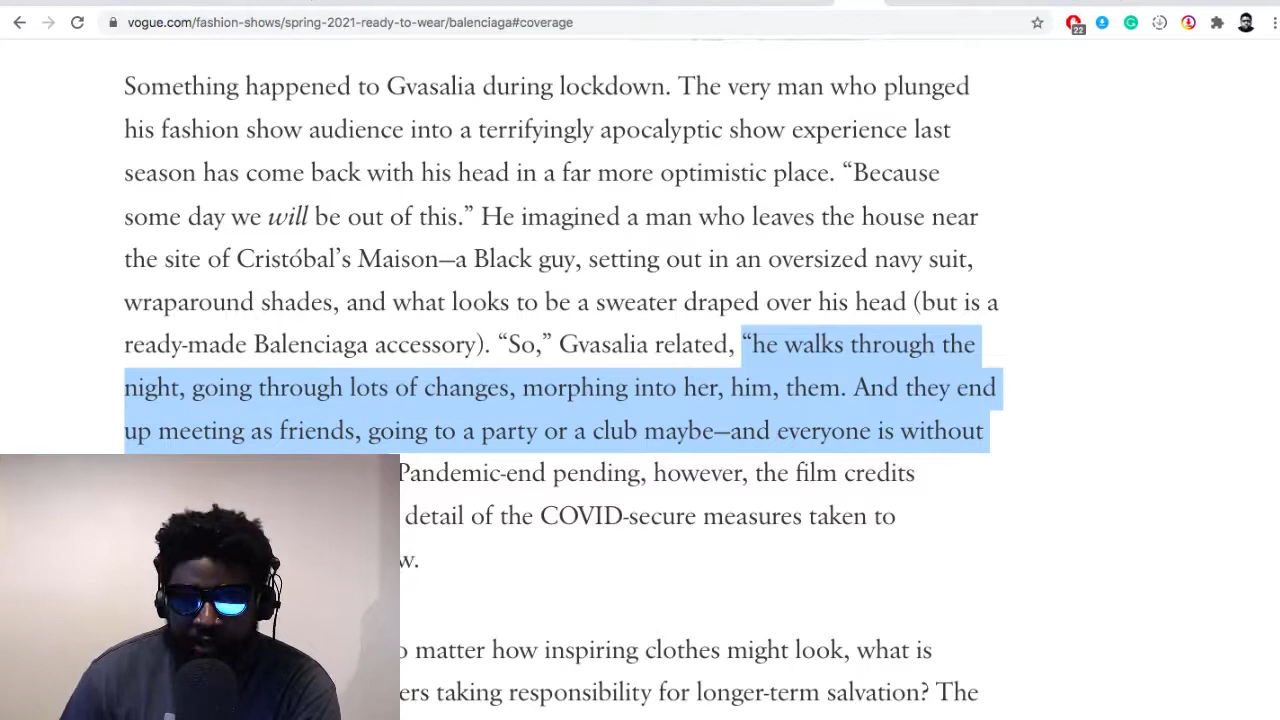 vogue.com/fashion-shows/spring-2021-ready-to-wear/balenciaga#coverage
22
Something happened to Gvasalia during lockdown. The very man who plunged
his fashion show audience into a terrifyingly apocalyptic show experience last
season has come back with his head in a far more optimistic place. “Because
some day we will be out of this.” He imagined a man who leaves the house near
the site of Cristóbal’s Maison—a Black guy, setting out in an oversized navy suit,
wraparound shades, and what looks to be a sweater draped over his head (but is a
ready-made Balenciaga accessory). “So,” Gvasalia related, “he walks through the
night, going through lots of changes, morphing into her, him, them. And they end
up meeting as friends, going to a party or a club maybe—and everyone is without
Pandemic-end pending, however, the film credits
detail of the COVID-secure measures taken to
w.
o matter how inspiring clothes might look, what is
ers taking responsibility for longer-term salvation? The